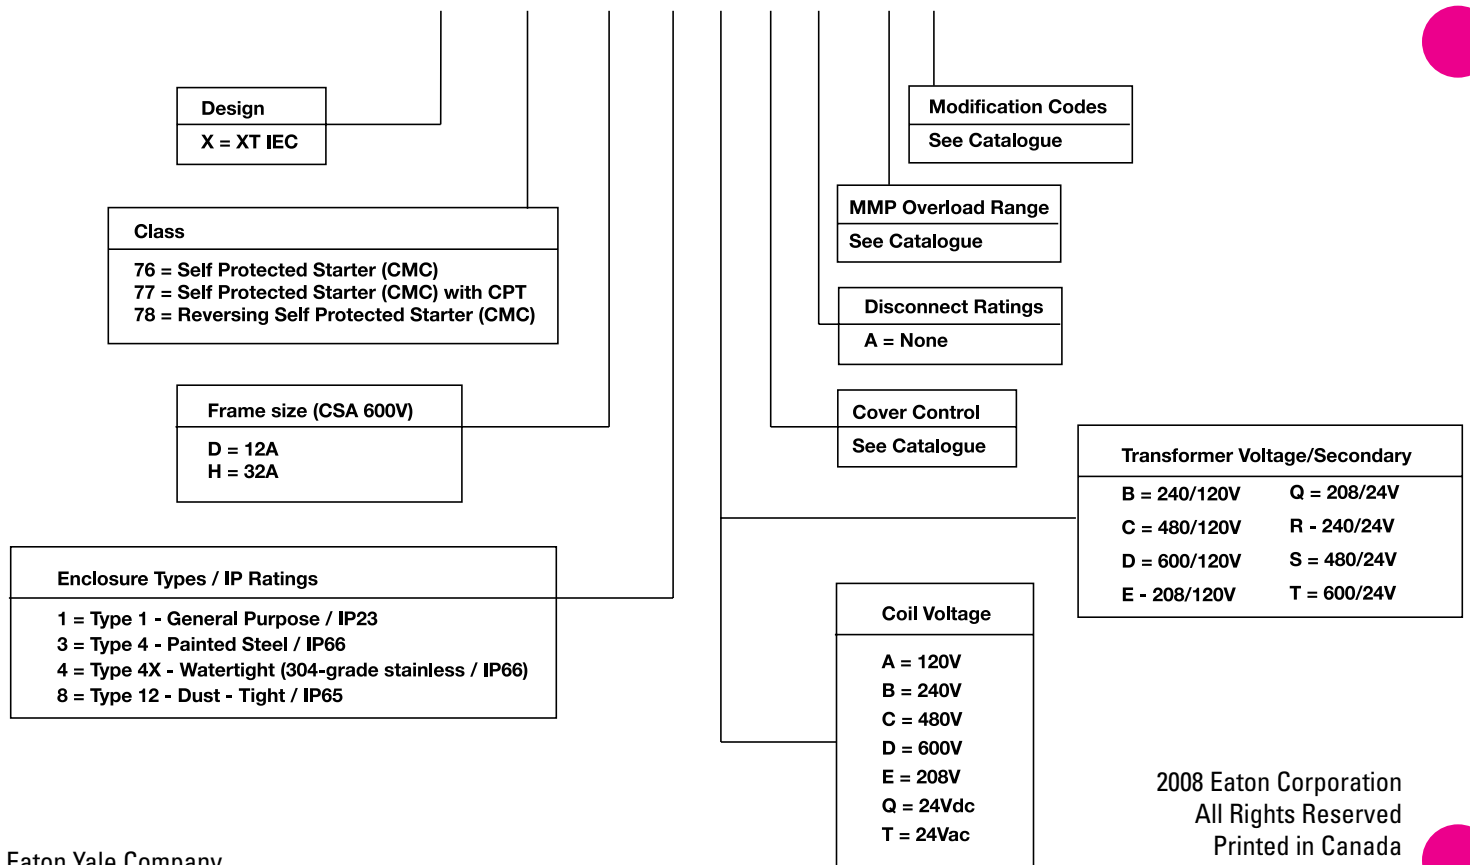 Design
X = XT IEC
Class
76 = Self Protected Starter (CMC)
77 = Self Protected Starter (CMC) with CPT
78 = Reversing Self Protected Starter (CMC)
Frame size (CSA 600V)
D = 12A
H = 32A
Enclosure Types / IP Ratings
1 = Type 1 - General Purpose / IP23
3 = Type 4 - Painted Steel / IP66
4 = Type 4X - Watertight (304-grade stainless / IP66)
8 = Type 12 - Dust - Tight / IP65
Modification Codes
See Catalogue
MMP Overload Range
See Catalogue
Disconnect Ratings
A = None
Cover Control
See Catalogue
Transformer Voltage/Secondary
B = 240/120V Q = 208/24V
C = 480/120V R - 240/24V
D = 600/120V S = 480/24V
E - 208/120V T = 600/24V
Coil Voltage
A = 120V
B = 240V
C = 480V
D = 600V
E = 208V
Q = 24Vdc
T = 24Vac
2008 Eaton Corporation
All Rights Reserved
Printed in Canada
Eaton Yale Company